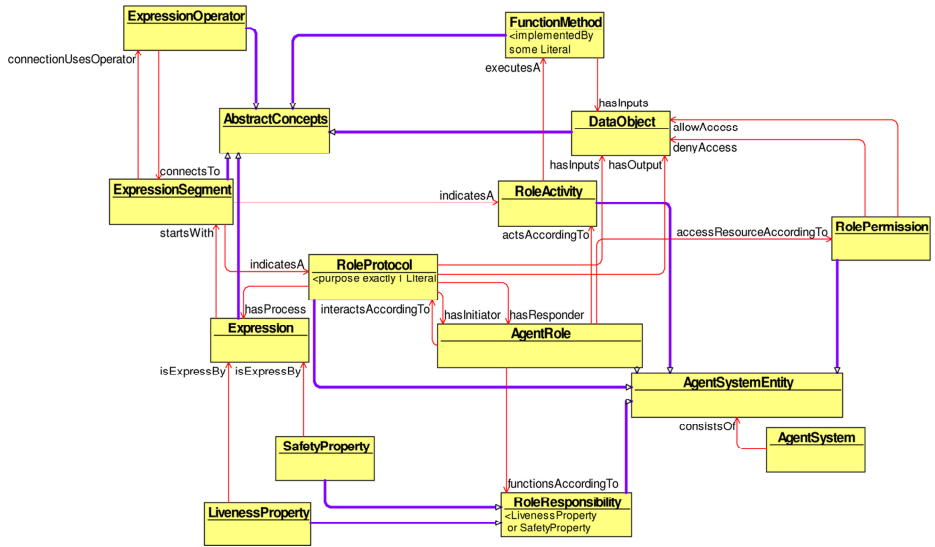 ExpressionOperator
FunctionMethod
<implementedBy
some Literal
connectionUsesOperator
executesA
hasInputs
AbstractConcepts
DataObject
allowAccess
denyAccess
hasInputs
hasOutput
connectsTo
ExpressionSegment
indicatesA
RoleActivity
startsWith
actsAccordingTo
accessResourceAccordingTo
RolePermission
indicatesA
RoleProtocol
<purpose exactly 1 Literal
hasProcess
interactsAccordingTo
hasInitiator
hasResponder
Expression
AgentRole
isExpressBy
isExpressBy
AgentSystemEntity
consistsOf
AgentSystem
SafetyProperty
functionsAccordingTo
RoleResponsibility
<LivenessProperty
or SafetyProperty
LivenessProperty